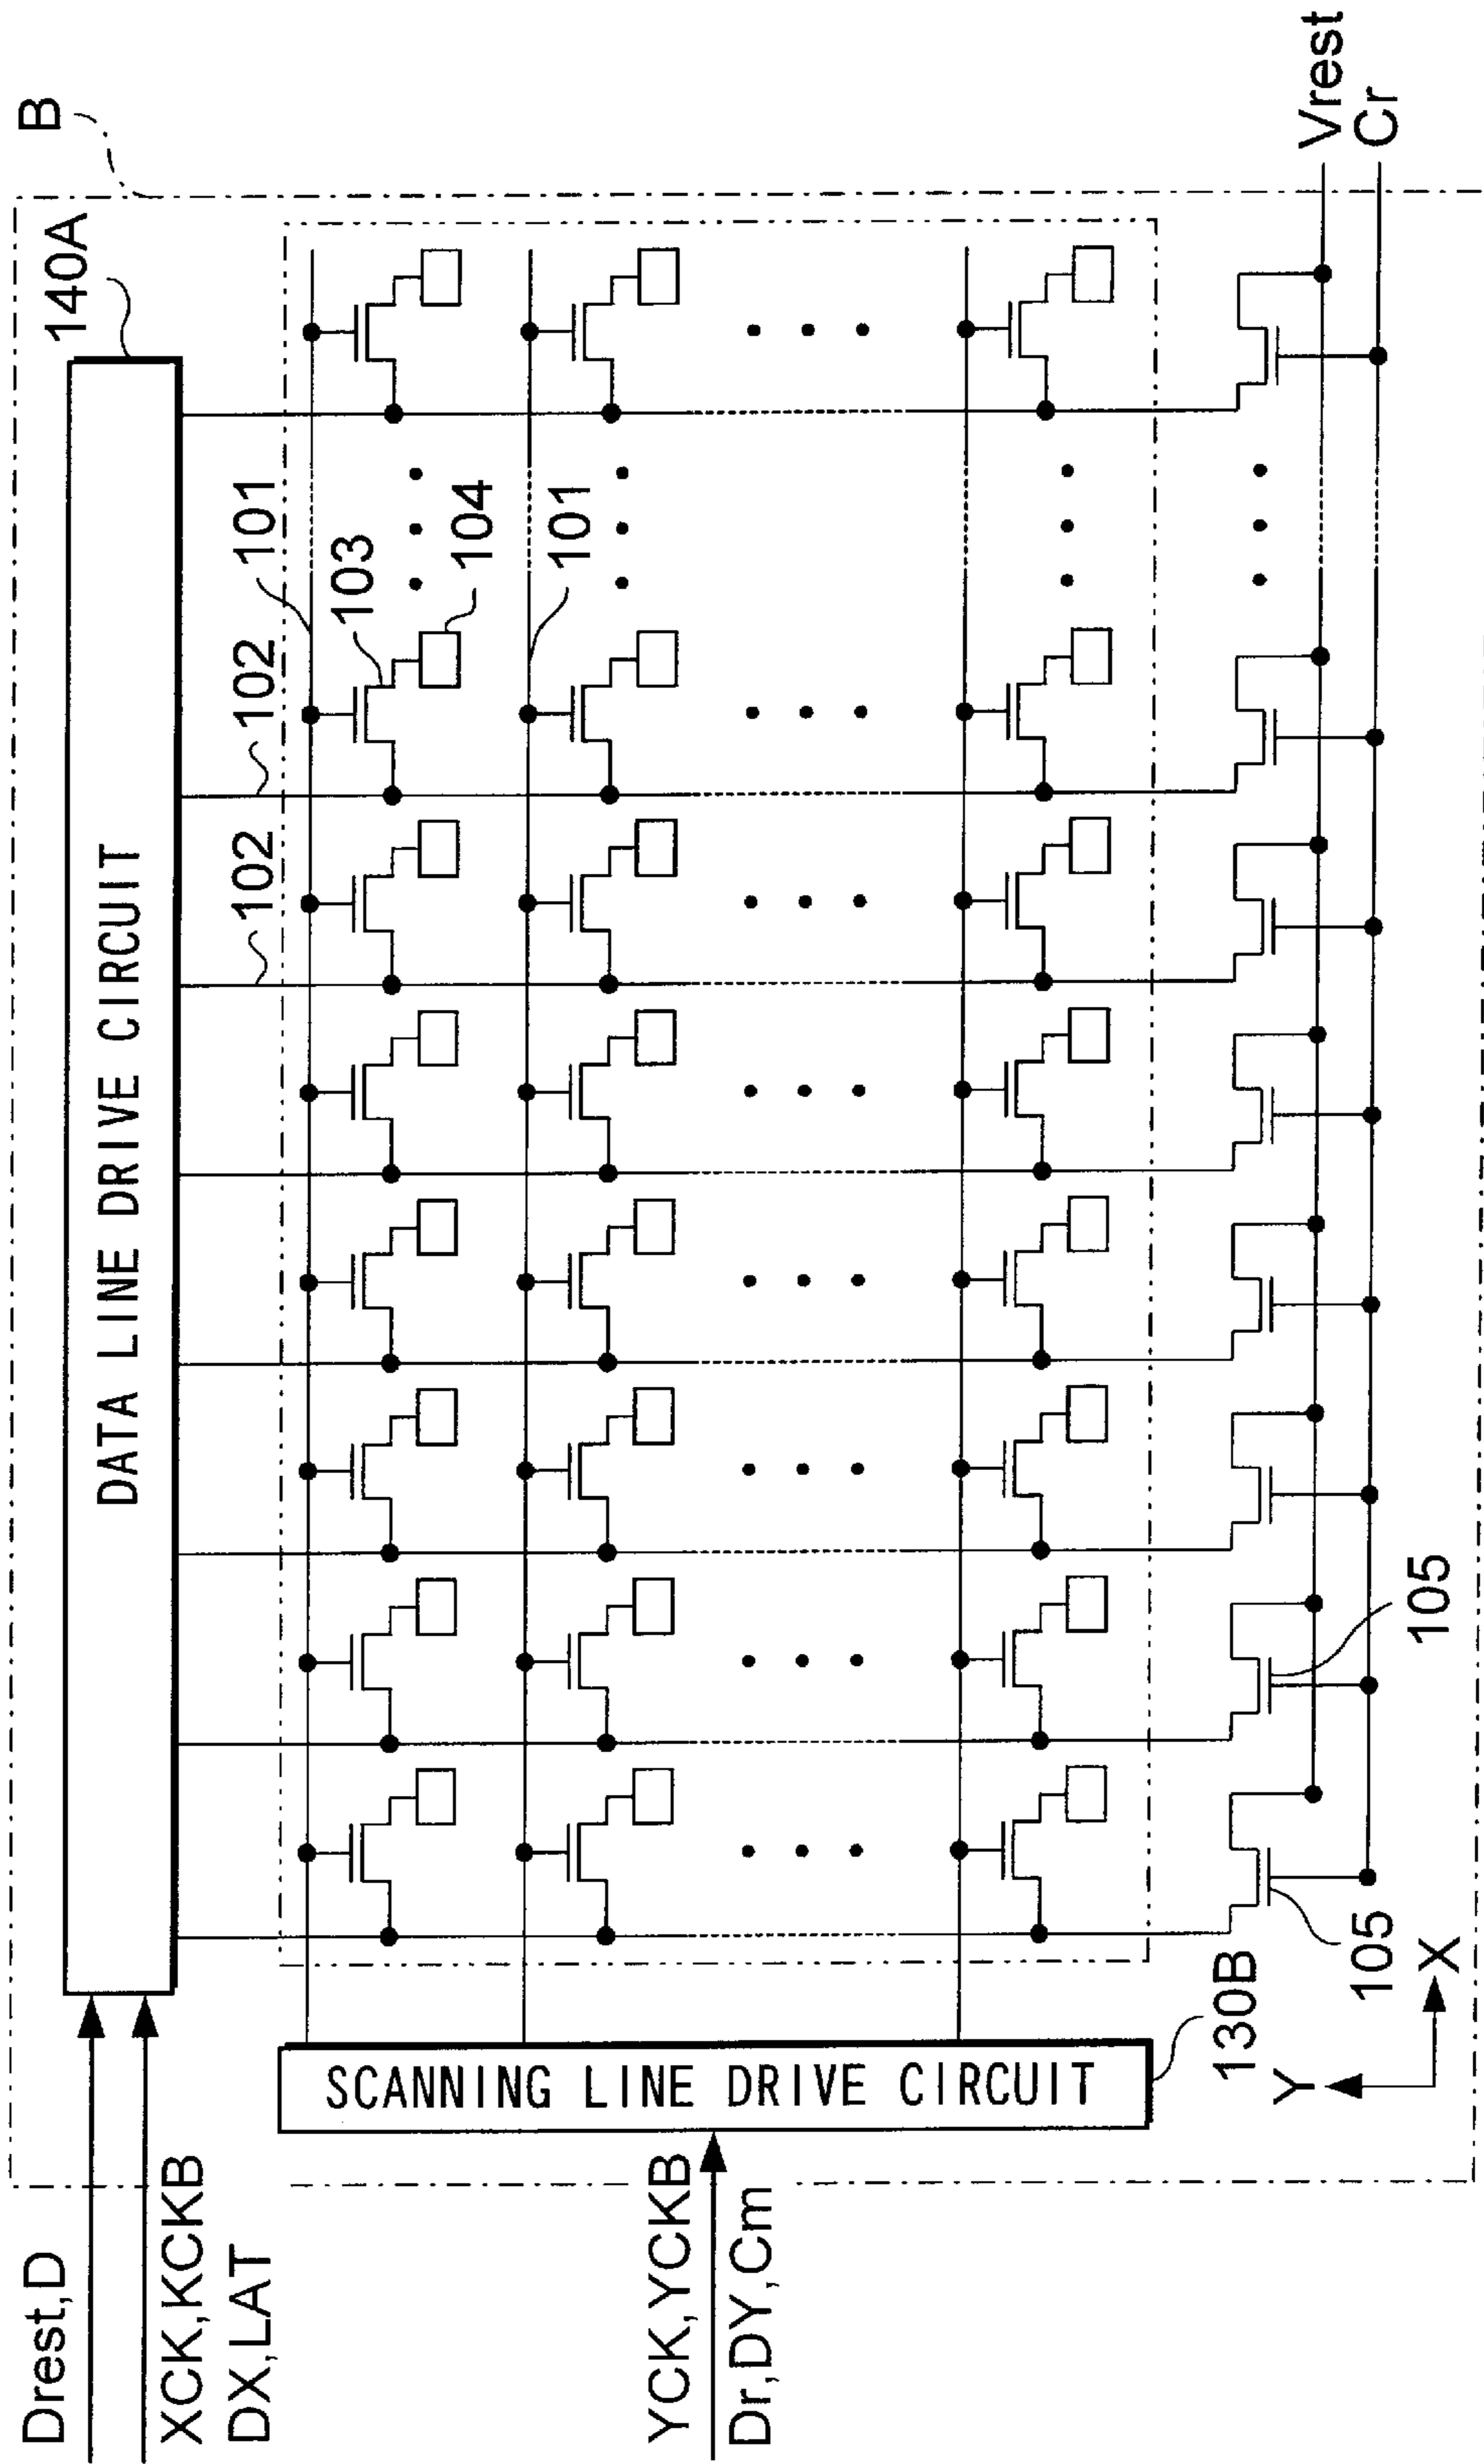 B
140A
Drest,D
XCK,KCKB
DX,LAT
DATA LINE DRIVE CIRCUIT
102
102
101
103
104
101
YCK,YCKB
Dr,DY,Cm
SCANNING LINE DRIVE CIRCUIT
130B
Vrest
Cr
105
105
Y
X